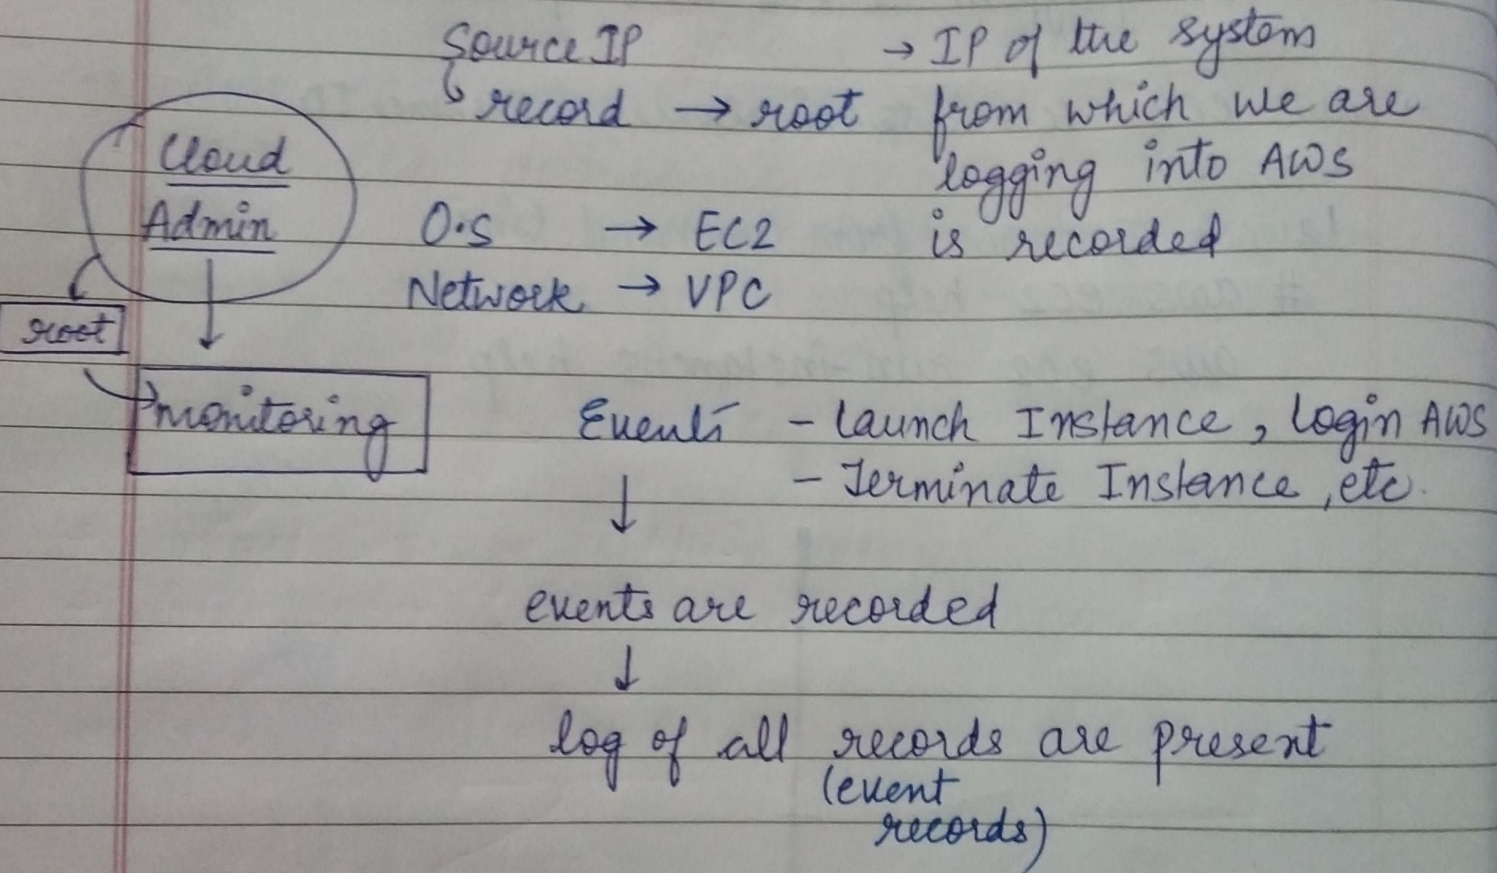 Source IP → IP of the system
↳ record → root from which we are
Cloud logging into AWS
Admin O.S → EC2 is recorded
Network → VPC
root
monitoring Events - Launch Instance, Login AWS
- Terminate Instance, etc.
↓
events are recorded
↓
log of all records are present
(event
records)